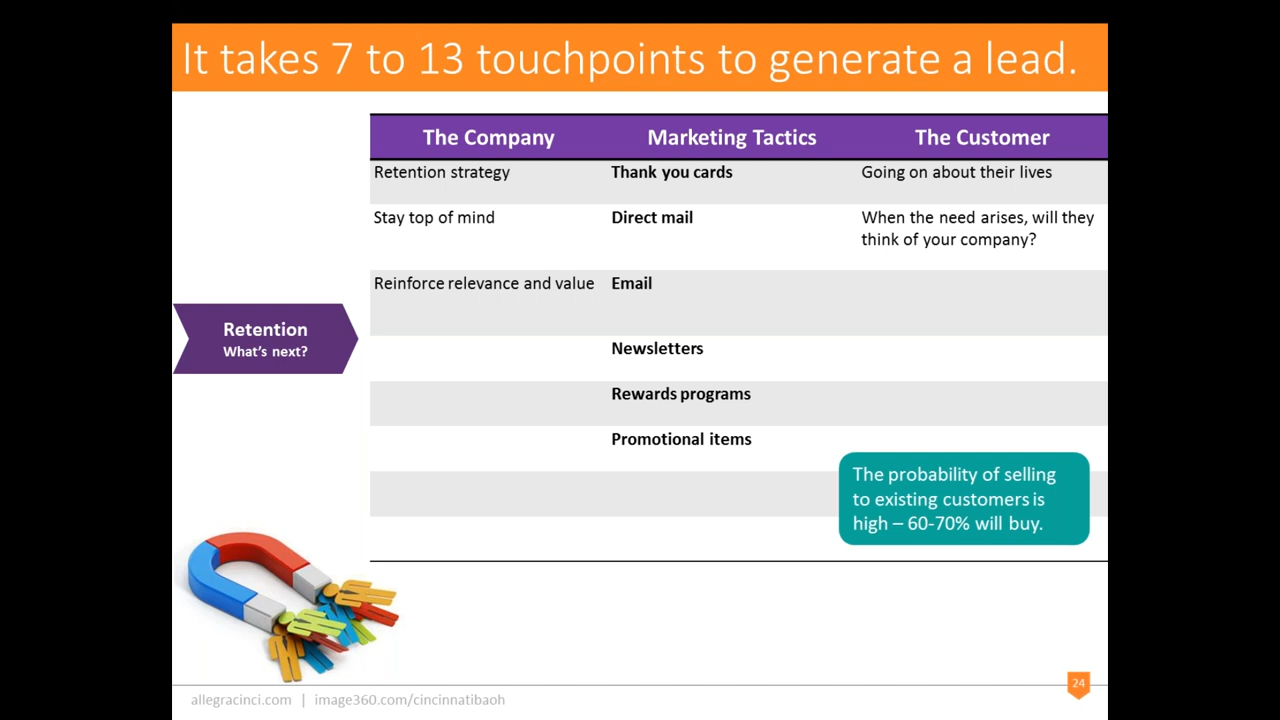 It takes 7 to 13 touchpoints to generate a lead.
The Company Marketing Tactics The Customer
Retention strategy Thank you cards Going on about their lives
Stay top of mind Direct mail When the need arises, will they
think of your company?
Reinforce relevance and value Email
Retention
What's next?
Newsletters
Rewards programs
Promotional items
The probability of selling
to existing customers is
high – 60-70% will buy.
24
allegracinci.com | image360.com/cincinnatibaoh